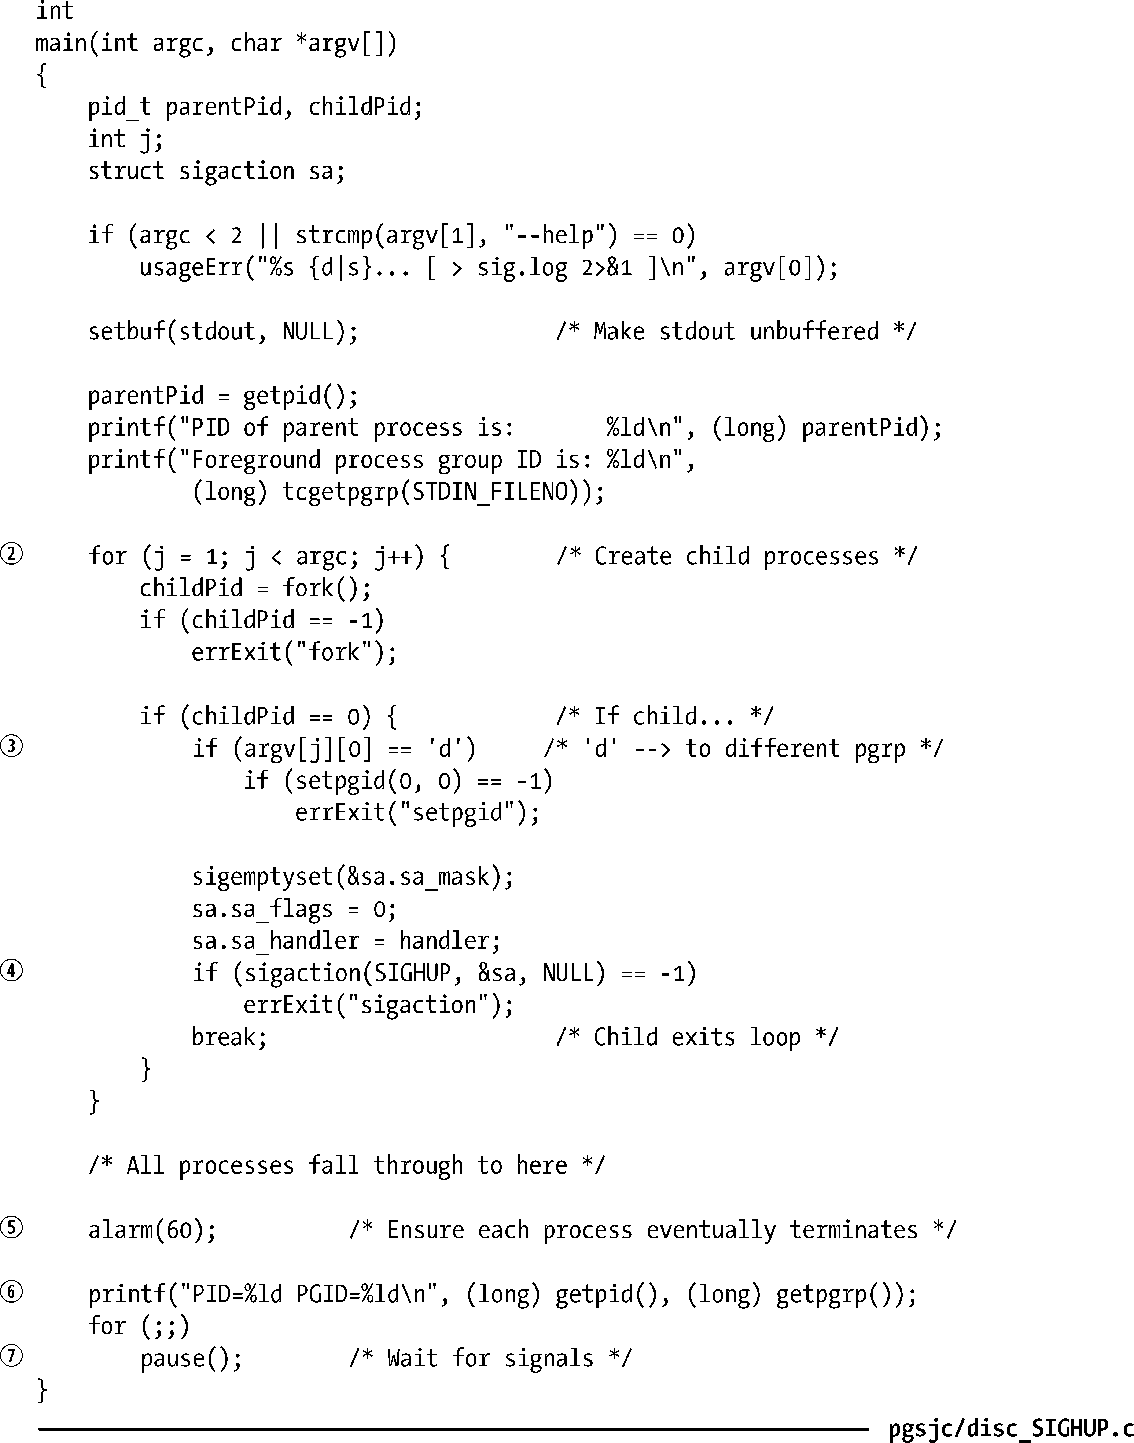 int
main(int argc, char *argv[])
{
    pid_t parentPid, childPid;
    int j;
    struct sigaction sa;

    if (argc < 2 || strcmp(argv[1], "--help") == 0)
        usageErr("%s {d|s}... [ > sig.log 2>&1 ]\n", argv[0]);

    setbuf(stdout, NULL);               /* Make stdout unbuffered */

    parentPid = getpid();
    printf("PID of parent process is:       %ld\n", (long) parentPid);
    printf("Foreground process group ID is: %ld\n",
            (long) tcgetpgrp(STDIN_FILENO));

②    for (j = 1; j < argc; j++) {        /* Create child processes */
        childPid = fork();
        if (childPid == -1)
            errExit("fork");

        if (childPid == 0) {            /* If child... */
③            if (argv[j][0] == 'd')     /* 'd' --> to different pgrp */
                if (setpgid(0, 0) == -1)
                    errExit("setpgid");

            sigemptyset(&sa.sa_mask);
            sa.sa_flags = 0;
            sa.sa_handler = handler;
④            if (sigaction(SIGHUP, &sa, NULL) == -1)
                errExit("sigaction");
            break;                      /* Child exits loop */
        }
    }

    /* All processes fall through to here */

⑤    alarm(60);          /* Ensure each process eventually terminates */

⑥    printf("PID=%ld PGID=%ld\n", (long) getpid(), (long) getpgrp());
    for (;;)
⑦        pause();        /* Wait for signals */
}
pgsjc/disc_SIGHUP.c